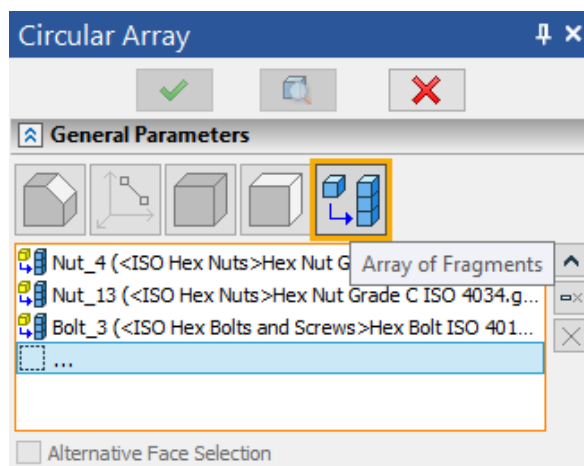 Circular Array
General Parameters
Nut_4 (<ISO Hex Nuts>Hex Nut G
Array of Fragments
Nut_13 (<ISO Hex Nuts>Hex Nut Grade C ISO 4034.g...
Bolt_3 (<ISO Hex Bolts and Screws>Hex Bolt ISO 401...
...
Alternative Face Selection